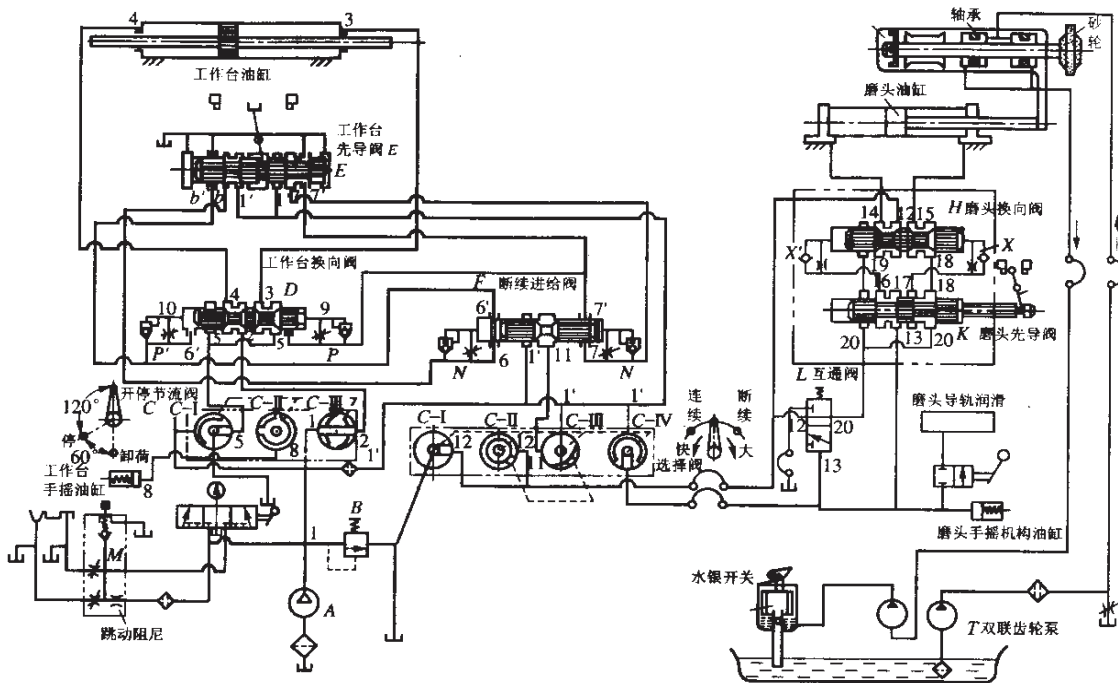 4
3
工作台油缸
工作台
先导阀 E
E
b'
b
1'
1
7'
工作台换向阀
4
3
D
10
9
P'
6'
5
5
P
F 断续进给阀
6'
7'
6
1'
11
7
N
N
开停节流阀
120°
C
C-Ⅰ
C-Ⅱ
C-Ⅲ
停
60°
卸荷
5
8
1
2
1'
工作台
手摇油缸
8
M
跳动阻尼
B
1
A
C-Ⅰ
C-Ⅱ
C-Ⅲ
C-Ⅳ
1'
1'
12
12
11
选择阀
连续
断续
快
大
轴承
砂轮
磨头油缸
14
12
15
H 磨头换向阀
X'
X
19
18
16
17
18
K 磨头先导阀
20
13
20
L 互通阀
12
20
13
磨头导轨润滑
磨头手摇机构油缸
水银开关
T 双联齿轮泵